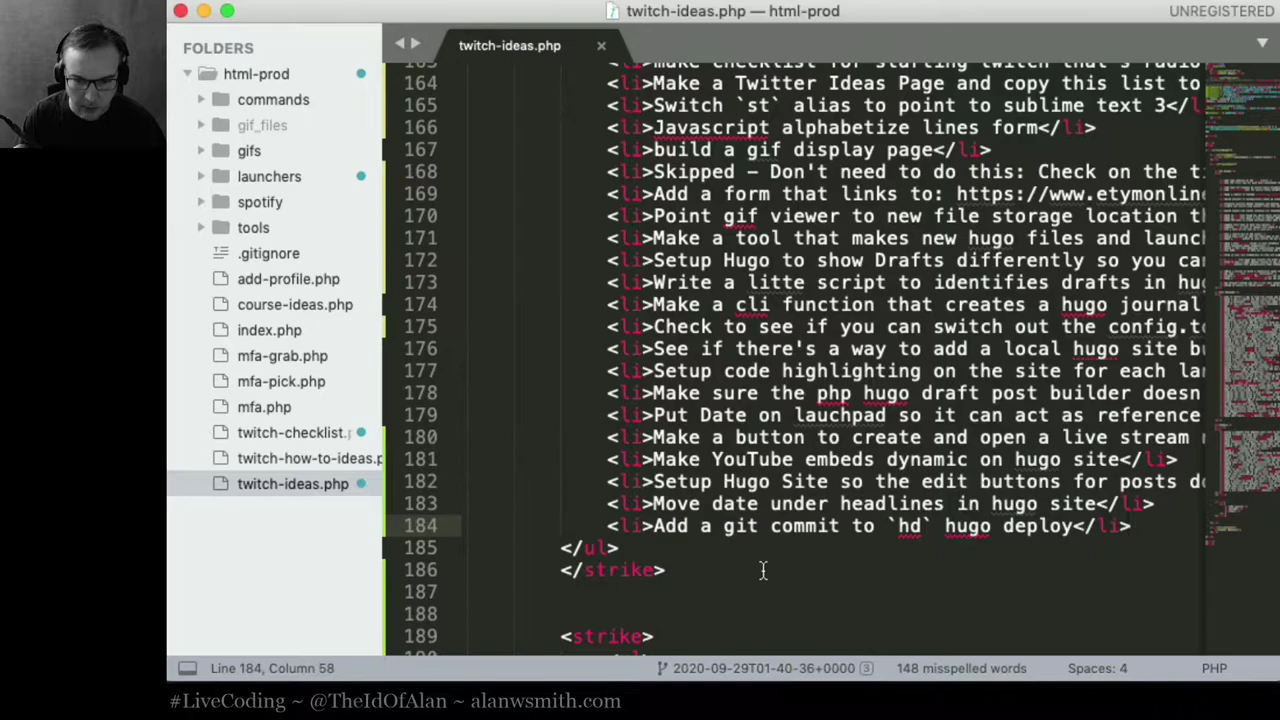 twitch-ideas.php — html-prod
UNREGISTERED
FOLDERS
html-prod
commands
gif_files
gifs
launchers
spotify
tools
.gitignore
add-profile.php
course-ideas.php
index.php
mfa-grab.php
mfa-pick.php
mfa.php
twitch-checklist.
twitch-how-to-ideas.p
twitch-ideas.php
twitch-ideas.php ×
163 <li>make checklist for starting twitch that's radio
164 <li>Make a Twitter Ideas Page and copy this list to
165 <li>Switch `st` alias to point to sublime text 3</l
166 <li>Javascript alphabetize lines form</li>
167 <li>build a gif display page</li>
168 <li>Skipped – Don't need to do this: Check on the
169 <li>Add a form that links to: https://www.etymonlin
170 <li>Point gif viewer to new file storage location
171 <li>Make a tool that makes new hugo files and launc
172 <li>Setup Hugo to show Drafts differently so you can
173 <li>Write a litte script to identifies drafts in hu
174 <li>Make a cli function that creates a hugo journal
175 <li>Check to see if you can switch out the config.to
176 <li>See if there's a way to add a local hugo site bu
177 <li>Setup code highlighting on the site for each la
178 <li>Make sure the php hugo draft post builder doesn
179 <li>Put Date on lauchpad so it can act as reference
180 <li>Make a button to create and open a live stream
181 <li>Make YouTube embeds dynamic on hugo site</li>
182 <li>Setup Hugo Site so the edit buttons for posts do
183 <li>Move date under headlines in hugo site</li>
184 <li>Add a git commit to `hd` hugo deploy</li>
185 </ul>
186 </strike>
187
188
189 <strike>
Line 184, Column 58
2020-09-29T01-40-36+0000 3
148 misspelled words
Spaces: 4
PHP
#LiveCoding ~ @TheIdOfAlan ~ alanwsmith.com